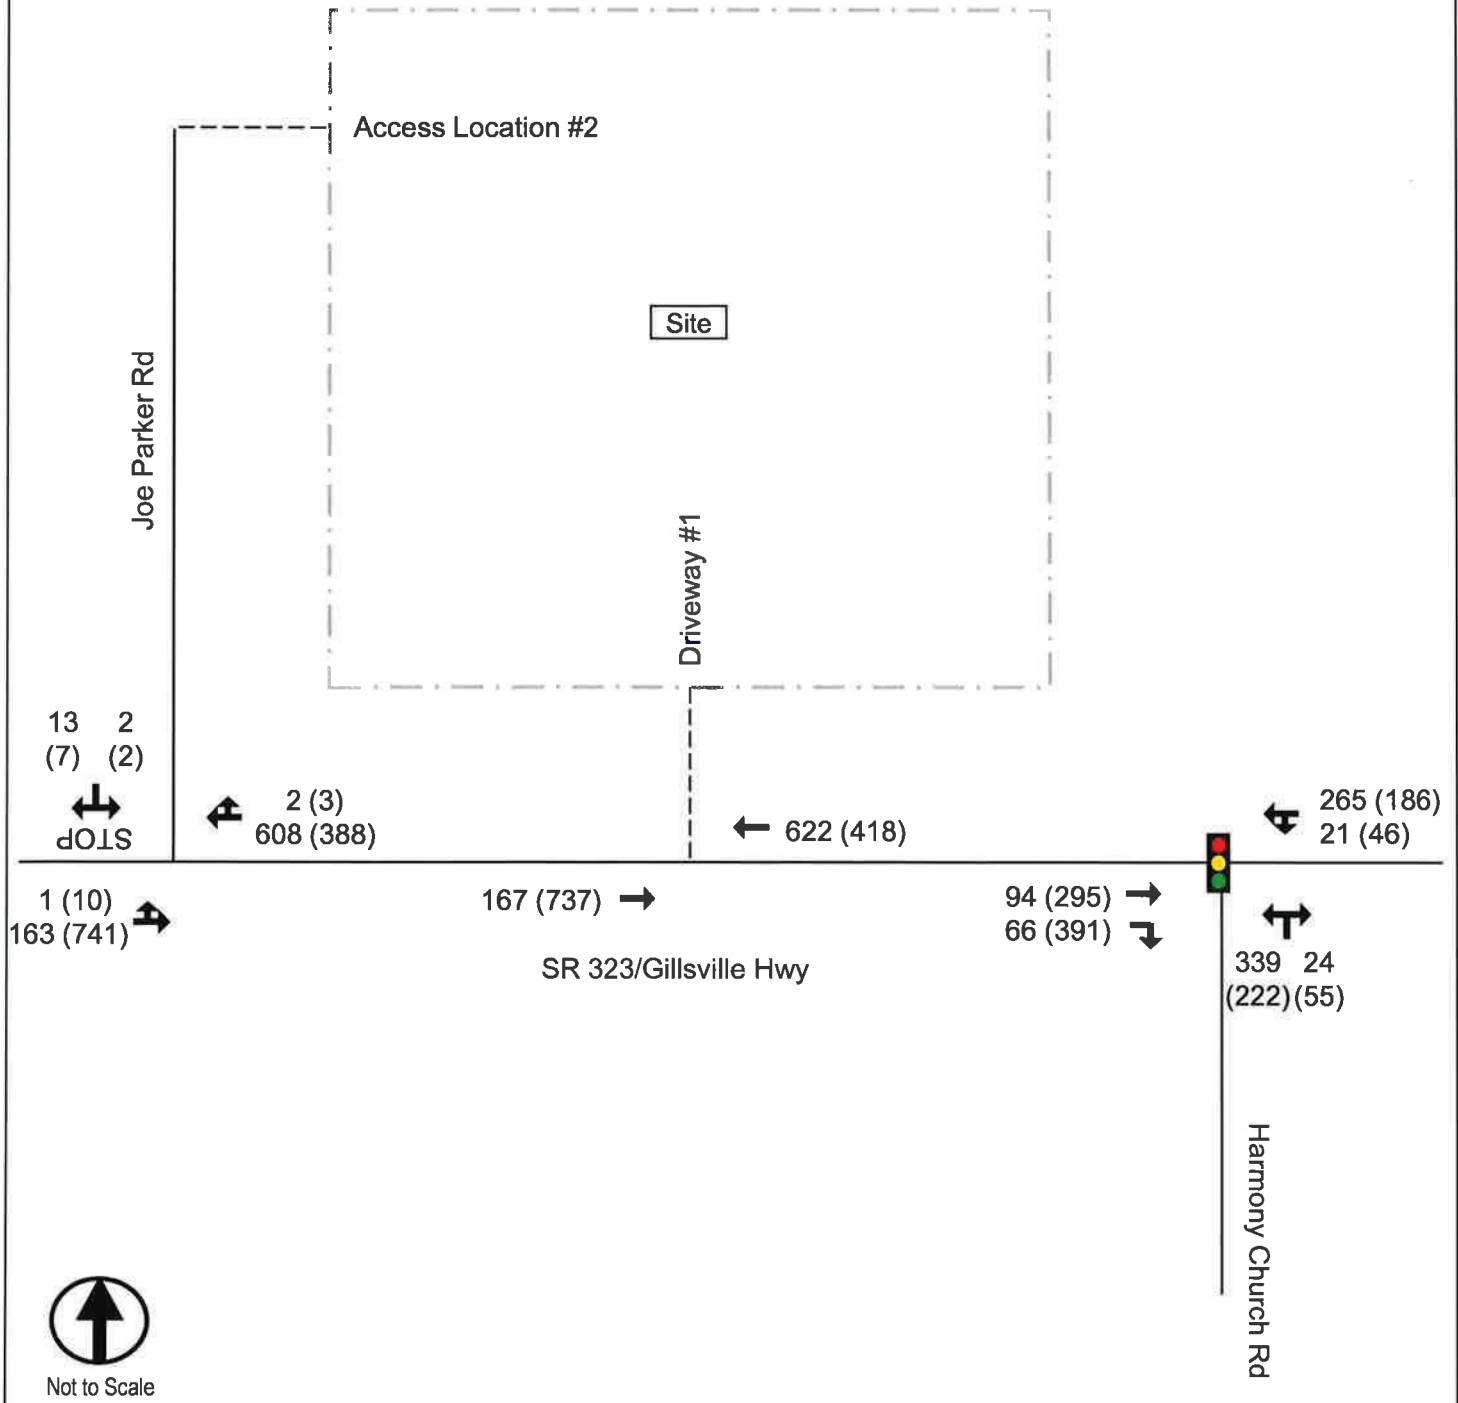 Access Location #2
Site
Joe Parker Rd
Driveway #1
13 2
(7) (2)
STOP
2 (3)
608 (388)
622 (418)
265 (186)
21 (46)
1 (10)
163 (741)
167 (737)
94 (295)
66 (391)
SR 323/Gillsville Hwy
339 24
(222) (55)
Harmony Church Rd
Not to Scale